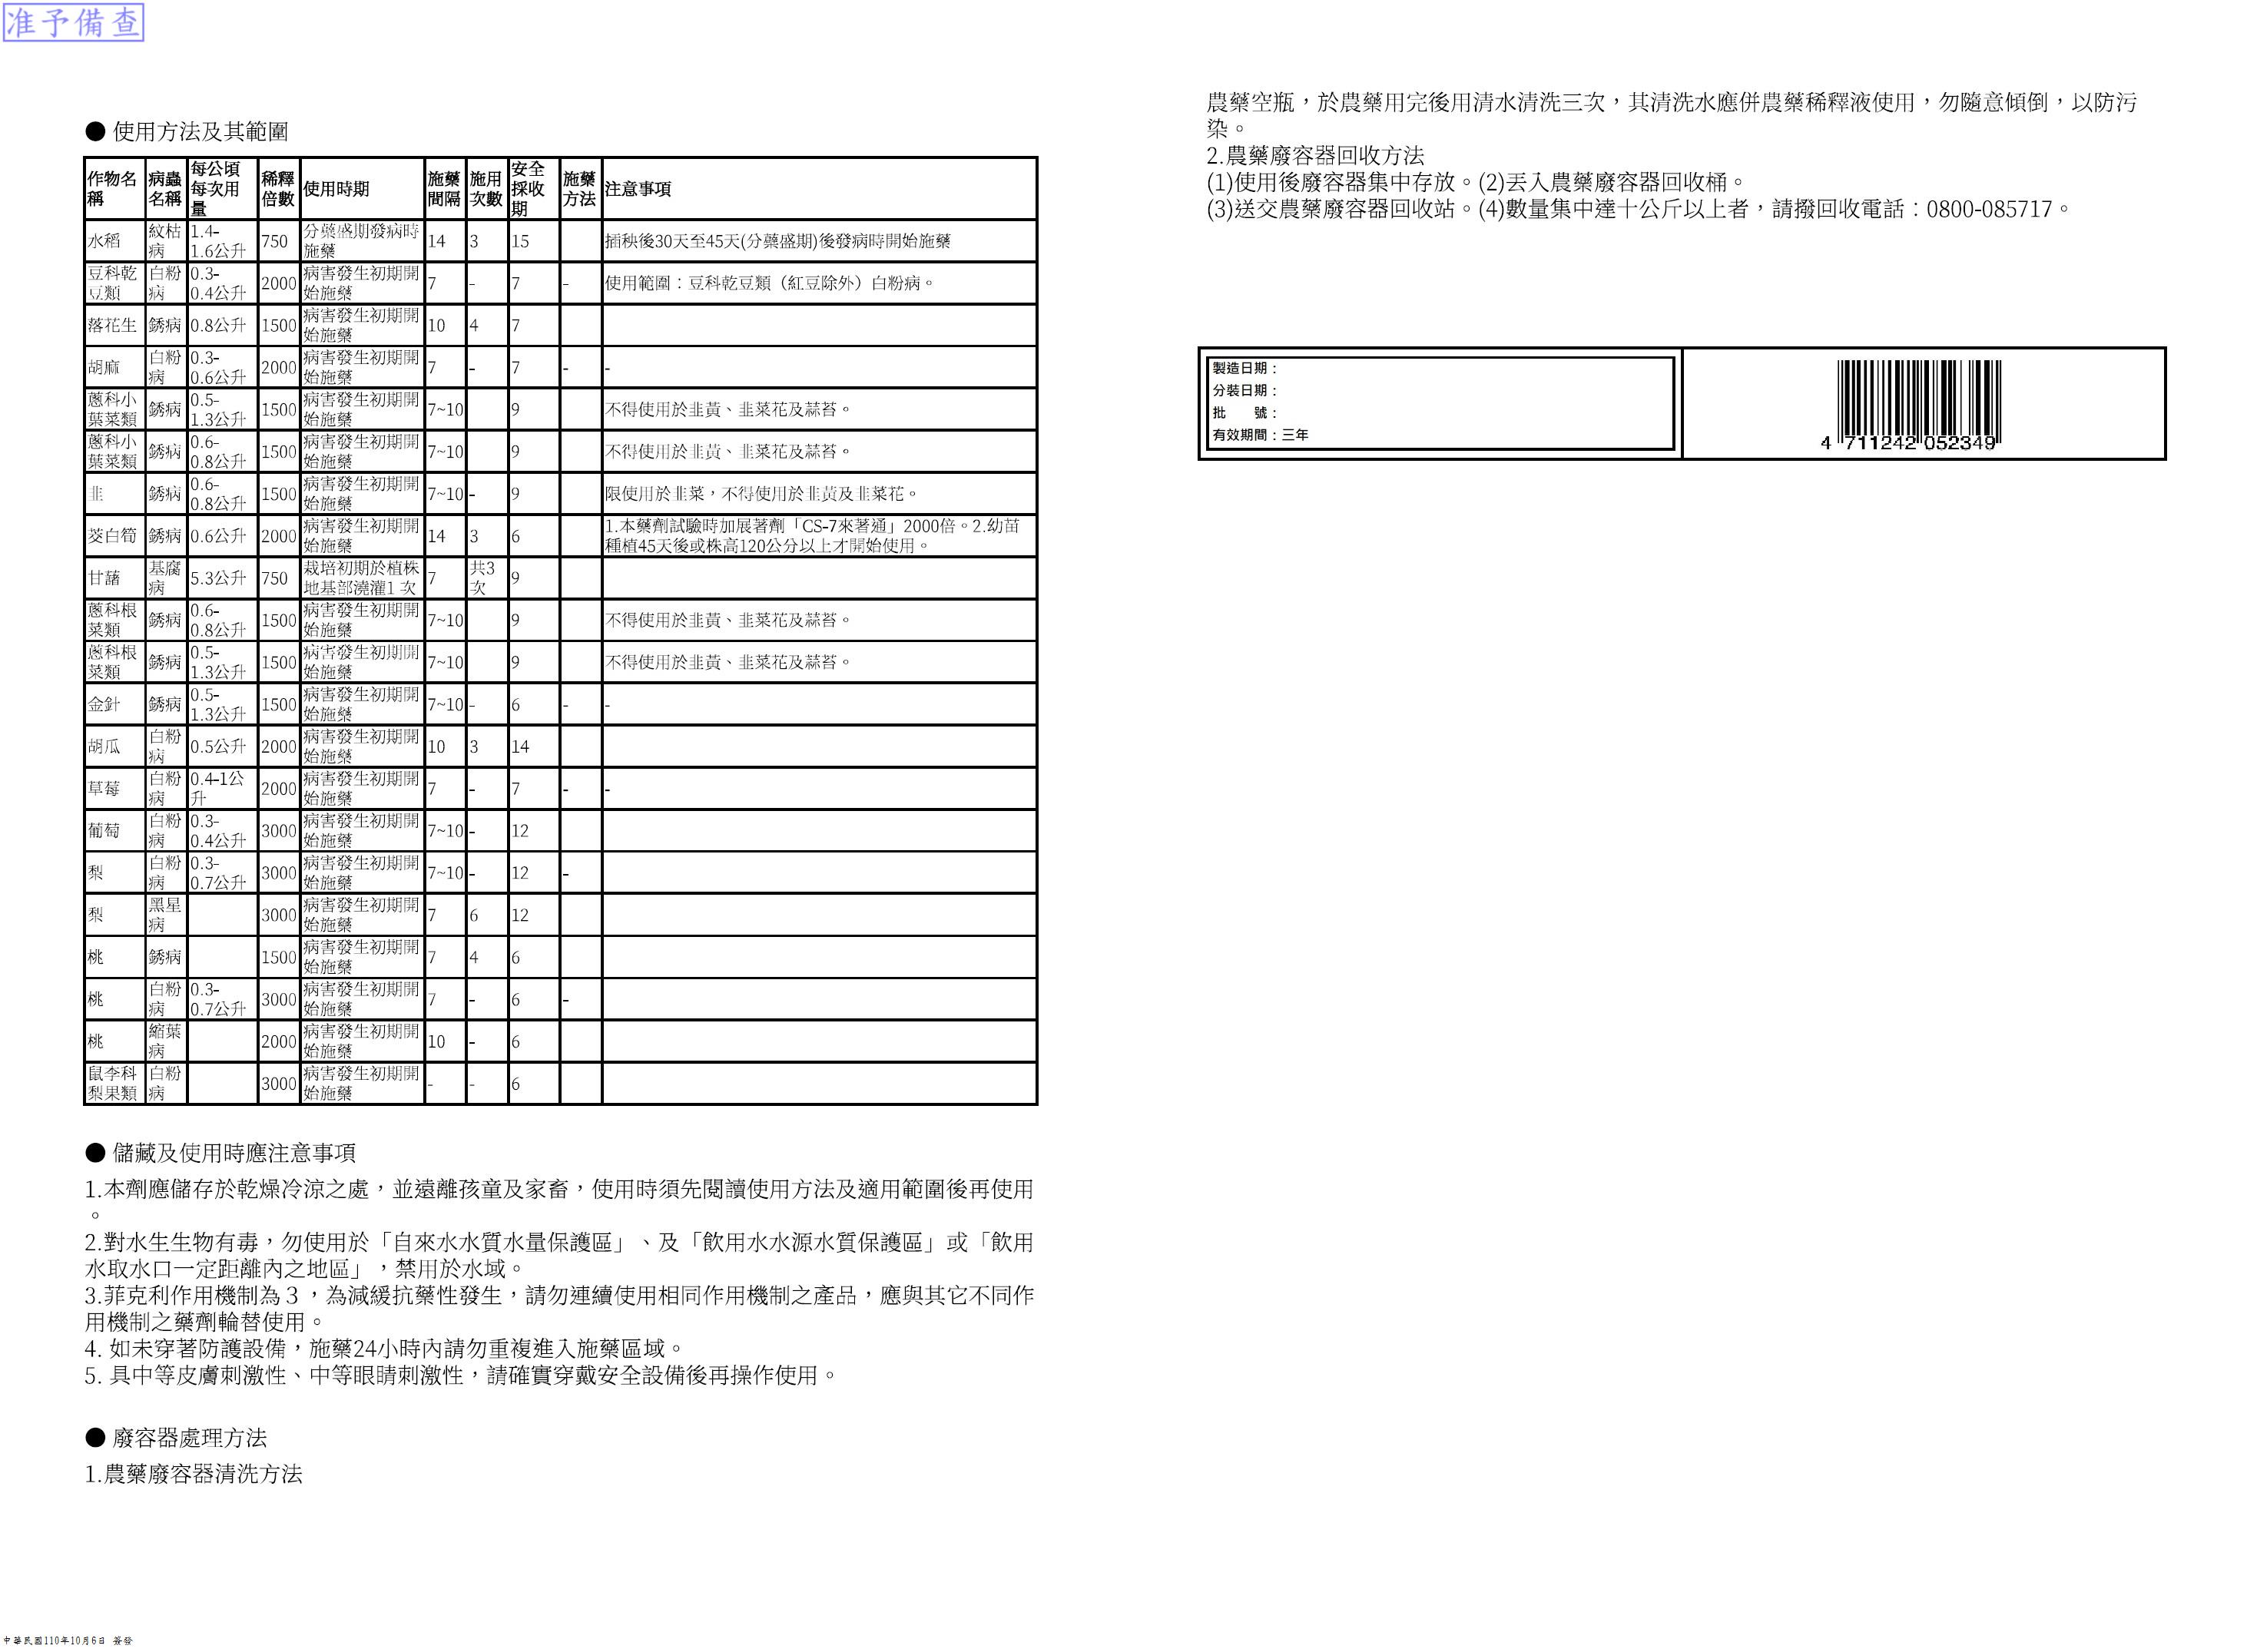 准予備查
● 使用方法及其範圍
作物名稱 病蟲名稱 每公頃每次用量 稀釋倍數 使用時期 施藥間隔 施用次數 安全採收期 施藥方法 注意事項
水稻 紋枯病 1.4-1.6公升 750 分蘗盛期發病時施藥 14 3 15 插秧後30天至45天(分蘗盛期)後發病時開始施藥
豆科乾豆類 白粉病 0.3-0.4公升 2000 病害發生初期開始施藥 7 - 7 - 使用範圍：豆科乾豆類（紅豆除外）白粉病。
落花生 銹病 0.8公升 1500 病害發生初期開始施藥 10 4 7
胡麻 白粉病 0.3-0.6公升 2000 病害發生初期開始施藥 7 - 7 - -
蔥科小葉菜類 銹病 0.5-1.3公升 1500 病害發生初期開始施藥 7~10 9 不得使用於韭黃、韭菜花及蒜苔。
蔥科小葉菜類 銹病 0.6-0.8公升 1500 病害發生初期開始施藥 7~10 9 不得使用於韭黃、韭菜花及蒜苔。
韭 銹病 0.6-0.8公升 1500 病害發生初期開始施藥 7~10 - 9 限使用於韭菜，不得使用於韭黃及韭菜花。
茭白筍 銹病 0.6公升 2000 病害發生初期開始施藥 14 3 6 1.本藥劑試驗時加展著劑「CS-7來著通」2000倍。2.幼苗種植45天後或株高120公分以上才開始使用。
甘藷 基腐病 5.3公升 750 栽培初期於植株地基部澆灌1 次 7 共3次 9
蔥科根菜類 銹病 0.6-0.8公升 1500 病害發生初期開始施藥 7~10 9 不得使用於韭黃、韭菜花及蒜苔。
蔥科根菜類 銹病 0.5-1.3公升 1500 病害發生初期開始施藥 7~10 9 不得使用於韭黃、韭菜花及蒜苔。
金針 銹病 0.5-1.3公升 1500 病害發生初期開始施藥 7~10 - 6 - -
胡瓜 白粉病 0.5公升 2000 病害發生初期開始施藥 10 3 14
草莓 白粉病 0.4-1公升 2000 病害發生初期開始施藥 7 - 7 - -
葡萄 白粉病 0.3-0.4公升 3000 病害發生初期開始施藥 7~10 - 12
梨 白粉病 0.3-0.7公升 3000 病害發生初期開始施藥 7~10 - 12 -
梨 黑星病 3000 病害發生初期開始施藥 7 6 12
桃 銹病 1500 病害發生初期開始施藥 7 4 6
桃 白粉病 0.3-0.7公升 3000 病害發生初期開始施藥 7 - 6 -
桃 縮葉病 2000 病害發生初期開始施藥 10 - 6
鼠李科梨果類 白粉病 3000 病害發生初期開始施藥 - - 6
● 儲藏及使用時應注意事項
1.本劑應儲存於乾燥冷涼之處，並遠離孩童及家畜，使用時須先閱讀使用方法及適用範圍後再使用
。
2.對水生生物有毒，勿使用於「自來水水質水量保護區」、及「飲用水水源水質保護區」或「飲用
水取水口一定距離內之地區」，禁用於水域。
3.菲克利作用機制為３，為減緩抗藥性發生，請勿連續使用相同作用機制之產品，應與其它不同作
用機制之藥劑輪替使用。
4. 如未穿著防護設備，施藥24小時內請勿重複進入施藥區域。
5. 具中等皮膚刺激性、中等眼睛刺激性，請確實穿戴安全設備後再操作使用。
● 廢容器處理方法
1.農藥廢容器清洗方法
農藥空瓶，於農藥用完後用清水清洗三次，其清洗水應併農藥稀釋液使用，勿隨意傾倒，以防污
染。
2.農藥廢容器回收方法
(1)使用後廢容器集中存放。(2)丟入農藥廢容器回收桶。
(3)送交農藥廢容器回收站。(4)數量集中達十公斤以上者，請撥回收電話：0800-085717。
製造日期：
分裝日期：
批　　號：
有效期間：三年
4 711242 052349
中華民國110年10月6日 簽發